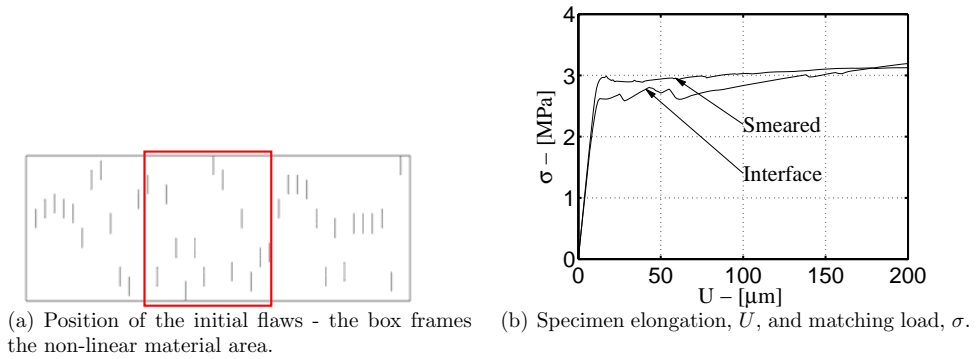 4
3
2
1
0
0
50
100
150
200
σ – [MPa]
U – [μm]
Smeared
Interface
(a) Position of the initial flaws - the box frames
the non-linear material area.
(b) Specimen elongation, U, and matching load, σ.